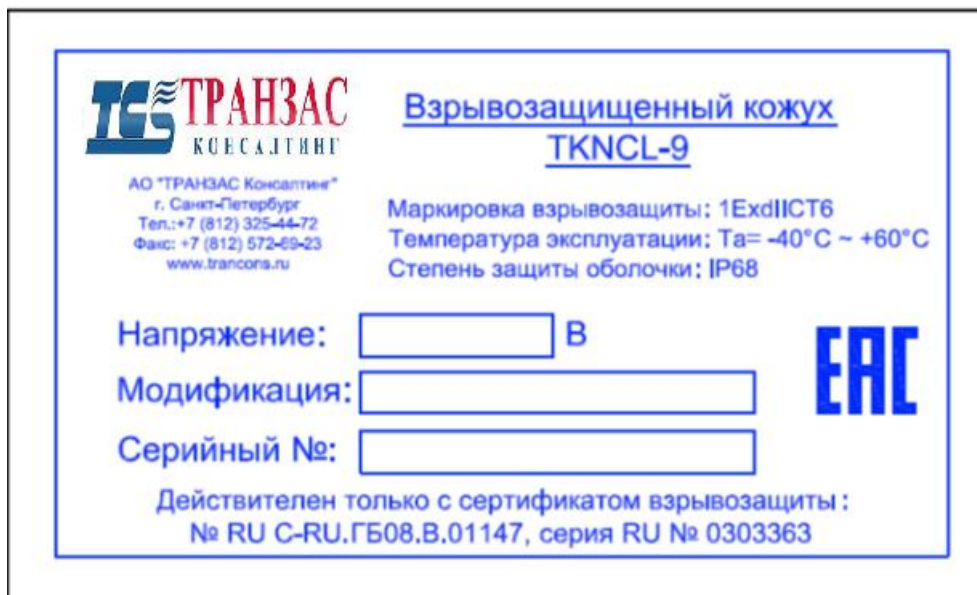 TCS ТРАНЗАС
КОНСАЛТИНГ
АО "ТРАНЗАС Консалтинг"
г. Санкт-Петербург
Тел.:+7 (812) 325-44-72
Факс: +7 (812) 572-69-23
www.trancons.ru
Взрывозащищенный кожух
TKNCL-9
Маркировка взрывозащиты: 1ExdIICT6
Температура эксплуатации: Ta= -40°C ~ +60°C
Степень защиты оболочки: IP68
Напряжение: В
Модификация:
Серийный №:
EAC
Действителен только с сертификатом взрывозащиты:
№ RU C-RU.ГБ08.В.01147, серия RU № 0303363